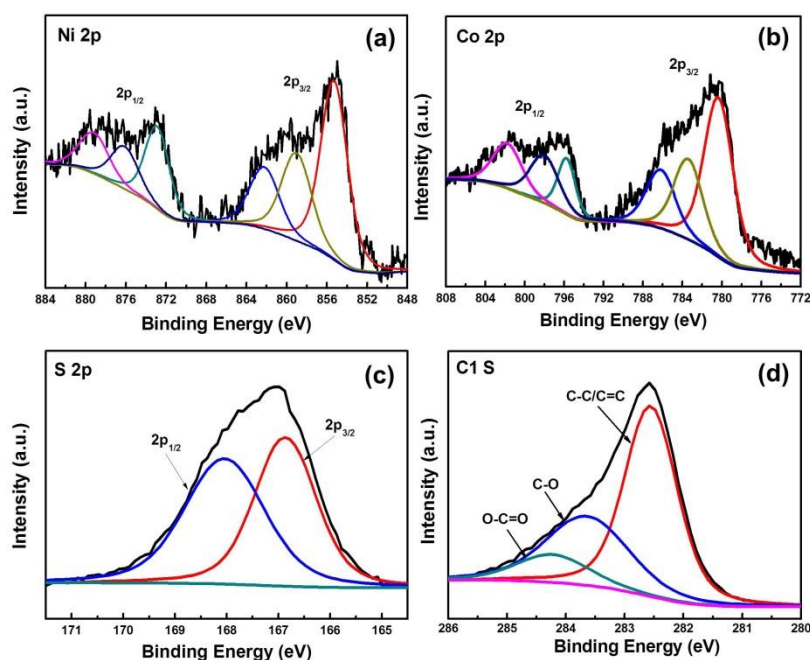 Ni 2p
(a)
2p1/2
2p3/2
Intensity (a.u.)
884 880 876 872 868 864 860 856 852 848
Binding Energy (eV)
Co 2p
(b)
2p1/2
2p3/2
Intensity (a.u.)
808 804 800 796 792 788 784 780 776 772
Binding Energy (eV)
S 2p
(c)
2p1/2
2p3/2
Intensity (a.u.)
171 170 169 168 167 166 165
Binding Energy (eV)
C1 S
(d)
C-C/C=C
C-O
O-C=O
Intensity (a.u.)
286 285 284 283 282 281 280
Binding Energy (eV)